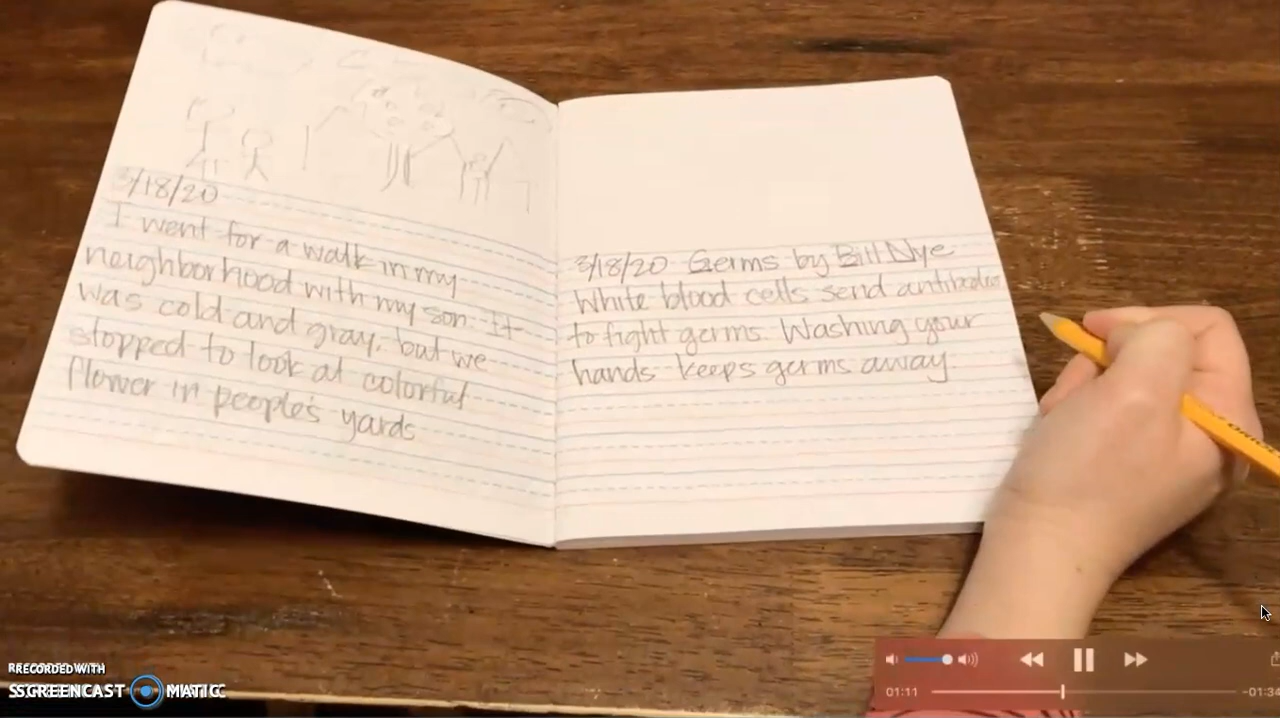 3/18/20
I went for a walk in my
neighborhood with my son. It
was cold and gray, but we
stopped to look at colorful
flower in people's yards
3/18/20 Germs by Bill Nye
White blood cells send antibodies
to fight germs. Washing your
hands keeps germs away.
RECORDED WITH
SCREENCAST MATIC
01:11
-01:34